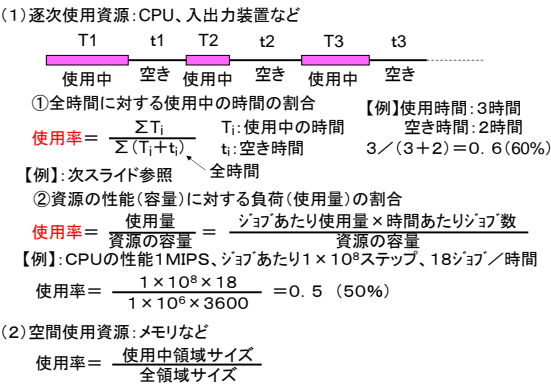 (1)逐次使用資源:CPU、入出力装置など
T1 t1 T2 t2 T3 t3
使用中 空き 使用中 空き 使用中 空き
①全時間に対する使用中の時間の割合
使用率= ΣTi / Σ(Ti+ti)
Ti:使用中の時間
ti:空き時間
全時間
【例】使用時間:3時間
空き時間:2時間
3/(3+2)=0.6(60%)
【例】:次スライド参照
②資源の性能(容量)に対する負荷(使用量)の割合
使用率= 使用量 / 資源の容量 = ジョブあたり使用量×時間あたりジョブ数 / 資源の容量
【例】:CPUの性能1MIPS、ジョブあたり1×10⁸ステップ、18ジョブ/時間
使用率= 1×10⁸×18 / 1×10⁶×3600 =0.5 (50%)
(2)空間使用資源:メモリなど
使用率= 使用中領域サイズ / 全領域サイズ